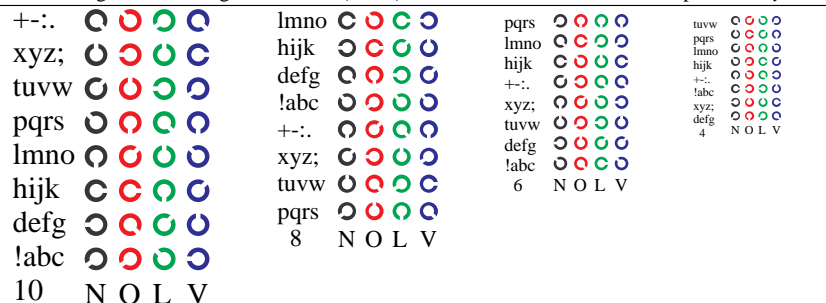 +-:.
xyz;
tuvw
pqrs
lmno
hijk
defg
!abc
10 N O L V
lmno
hijk
defg
!abc
+-:.
xyz;
tuvw
pqrs
8 N O L V
pqrs
lmno
hijk
+-:.
xyz;
tuvw
defg
!abc
6 N O L V
tuvw
pqrs
lmno
hijk
+-:.
!abc
xyz;
defg
4 N O L V